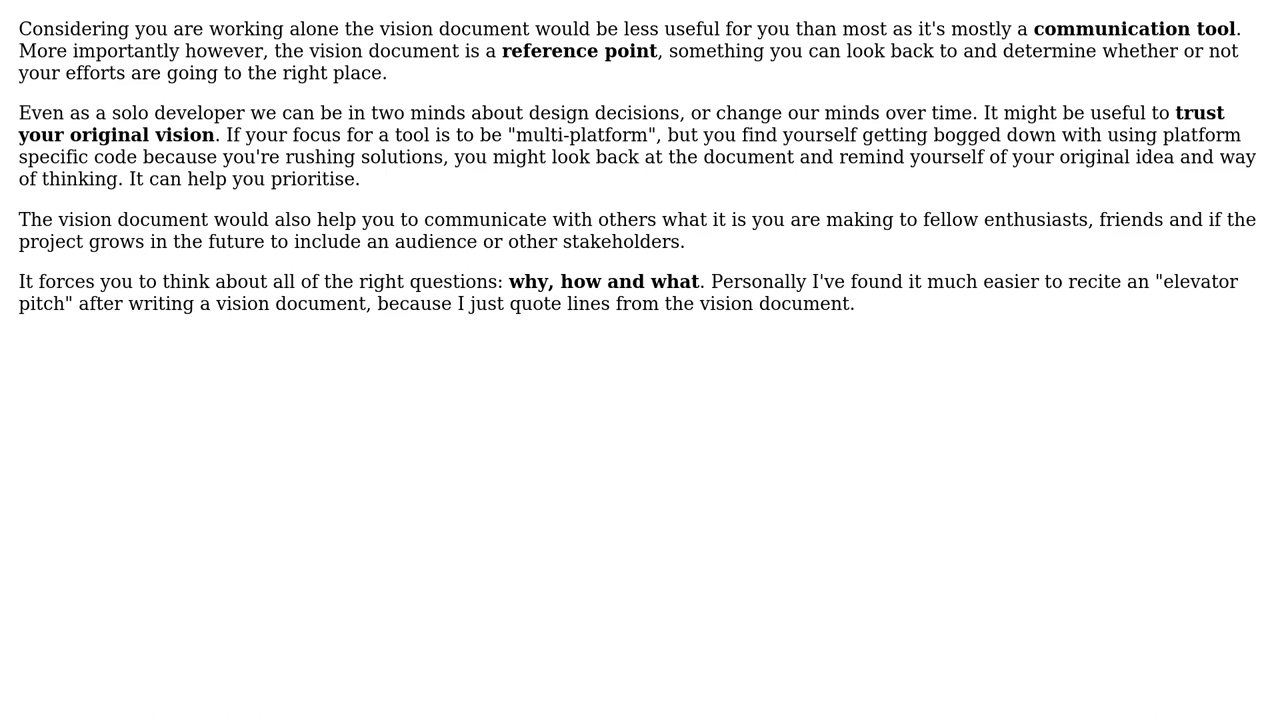 Considering you are working alone the vision document would be less useful for you than most as it's mostly a communication tool.
More importantly however, the vision document is a reference point, something you can look back to and determine whether or not
your efforts are going to the right place.
Even as a solo developer we can be in two minds about design decisions, or change our minds over time. It might be useful to trust
your original vision. If your focus for a tool is to be "multi-platform", but you find yourself getting bogged down with using platform
specific code because you're rushing solutions, you might look back at the document and remind yourself of your original idea and way
of thinking. It can help you prioritise.
The vision document would also help you to communicate with others what it is you are making to fellow enthusiasts, friends and if the
project grows in the future to include an audience or other stakeholders.
It forces you to think about all of the right questions: why, how and what. Personally I've found it much easier to recite an "elevator
pitch" after writing a vision document, because I just quote lines from the vision document.